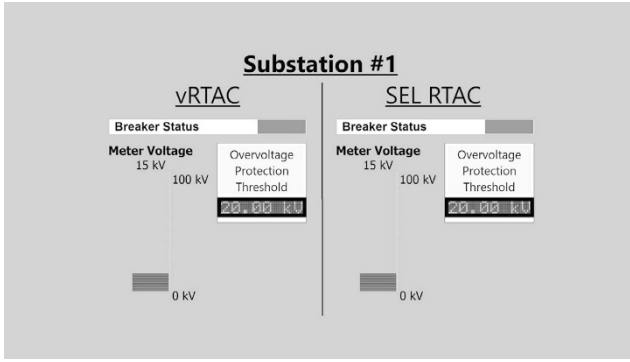 Substation #1
vRTAC
Breaker Status
Meter Voltage
15 kV
100 kV
0 kV
Overvoltage
Protection
Threshold
20.00 kV
SEL RTAC
Breaker Status
Meter Voltage
15 kV
100 kV
0 kV
Overvoltage
Protection
Threshold
20.00 kV